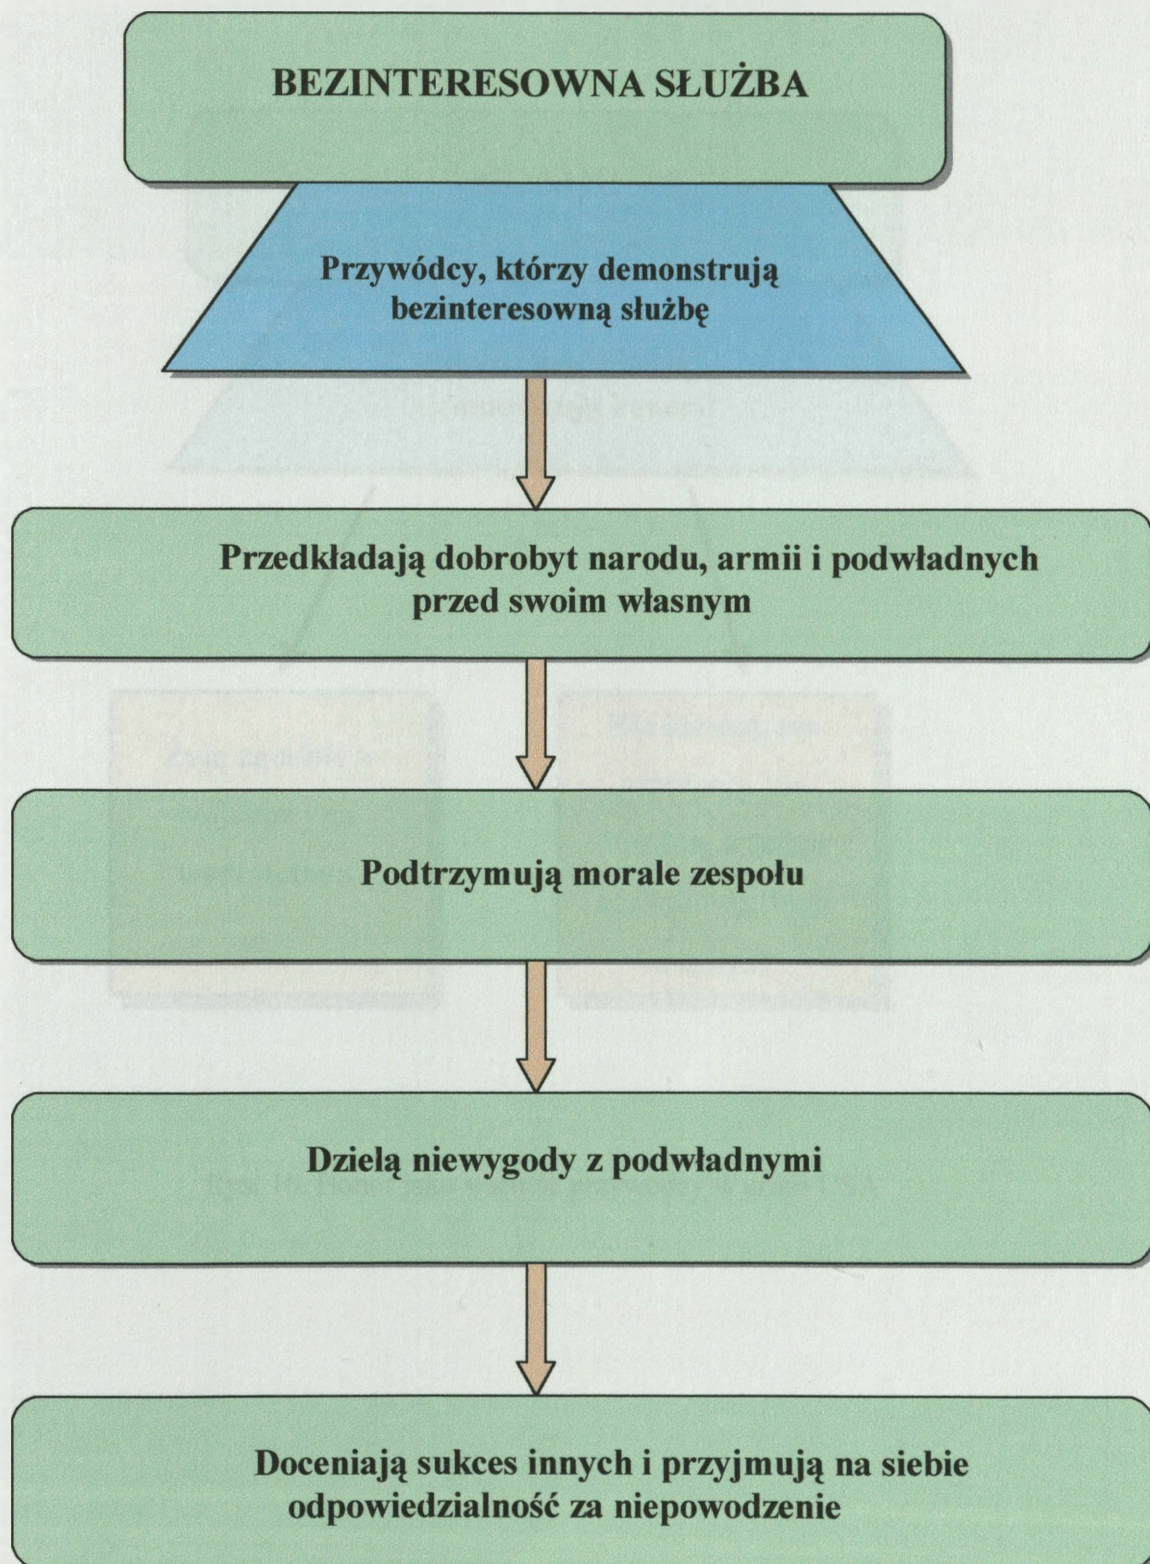 BEZINTERESOWNA SŁUŻBA
Przywódcy, którzy demonstrują
bezinteresowną służbę
Przedkładają dobrobyt narodu, armii i podwładnych
przed swoim własnym
Podtrzymują morale zespołu
Dzielą niewygody z podwładnymi
Doceniają sukces innych i przyjmują na siebie
odpowiedzialność za niepowodzenie